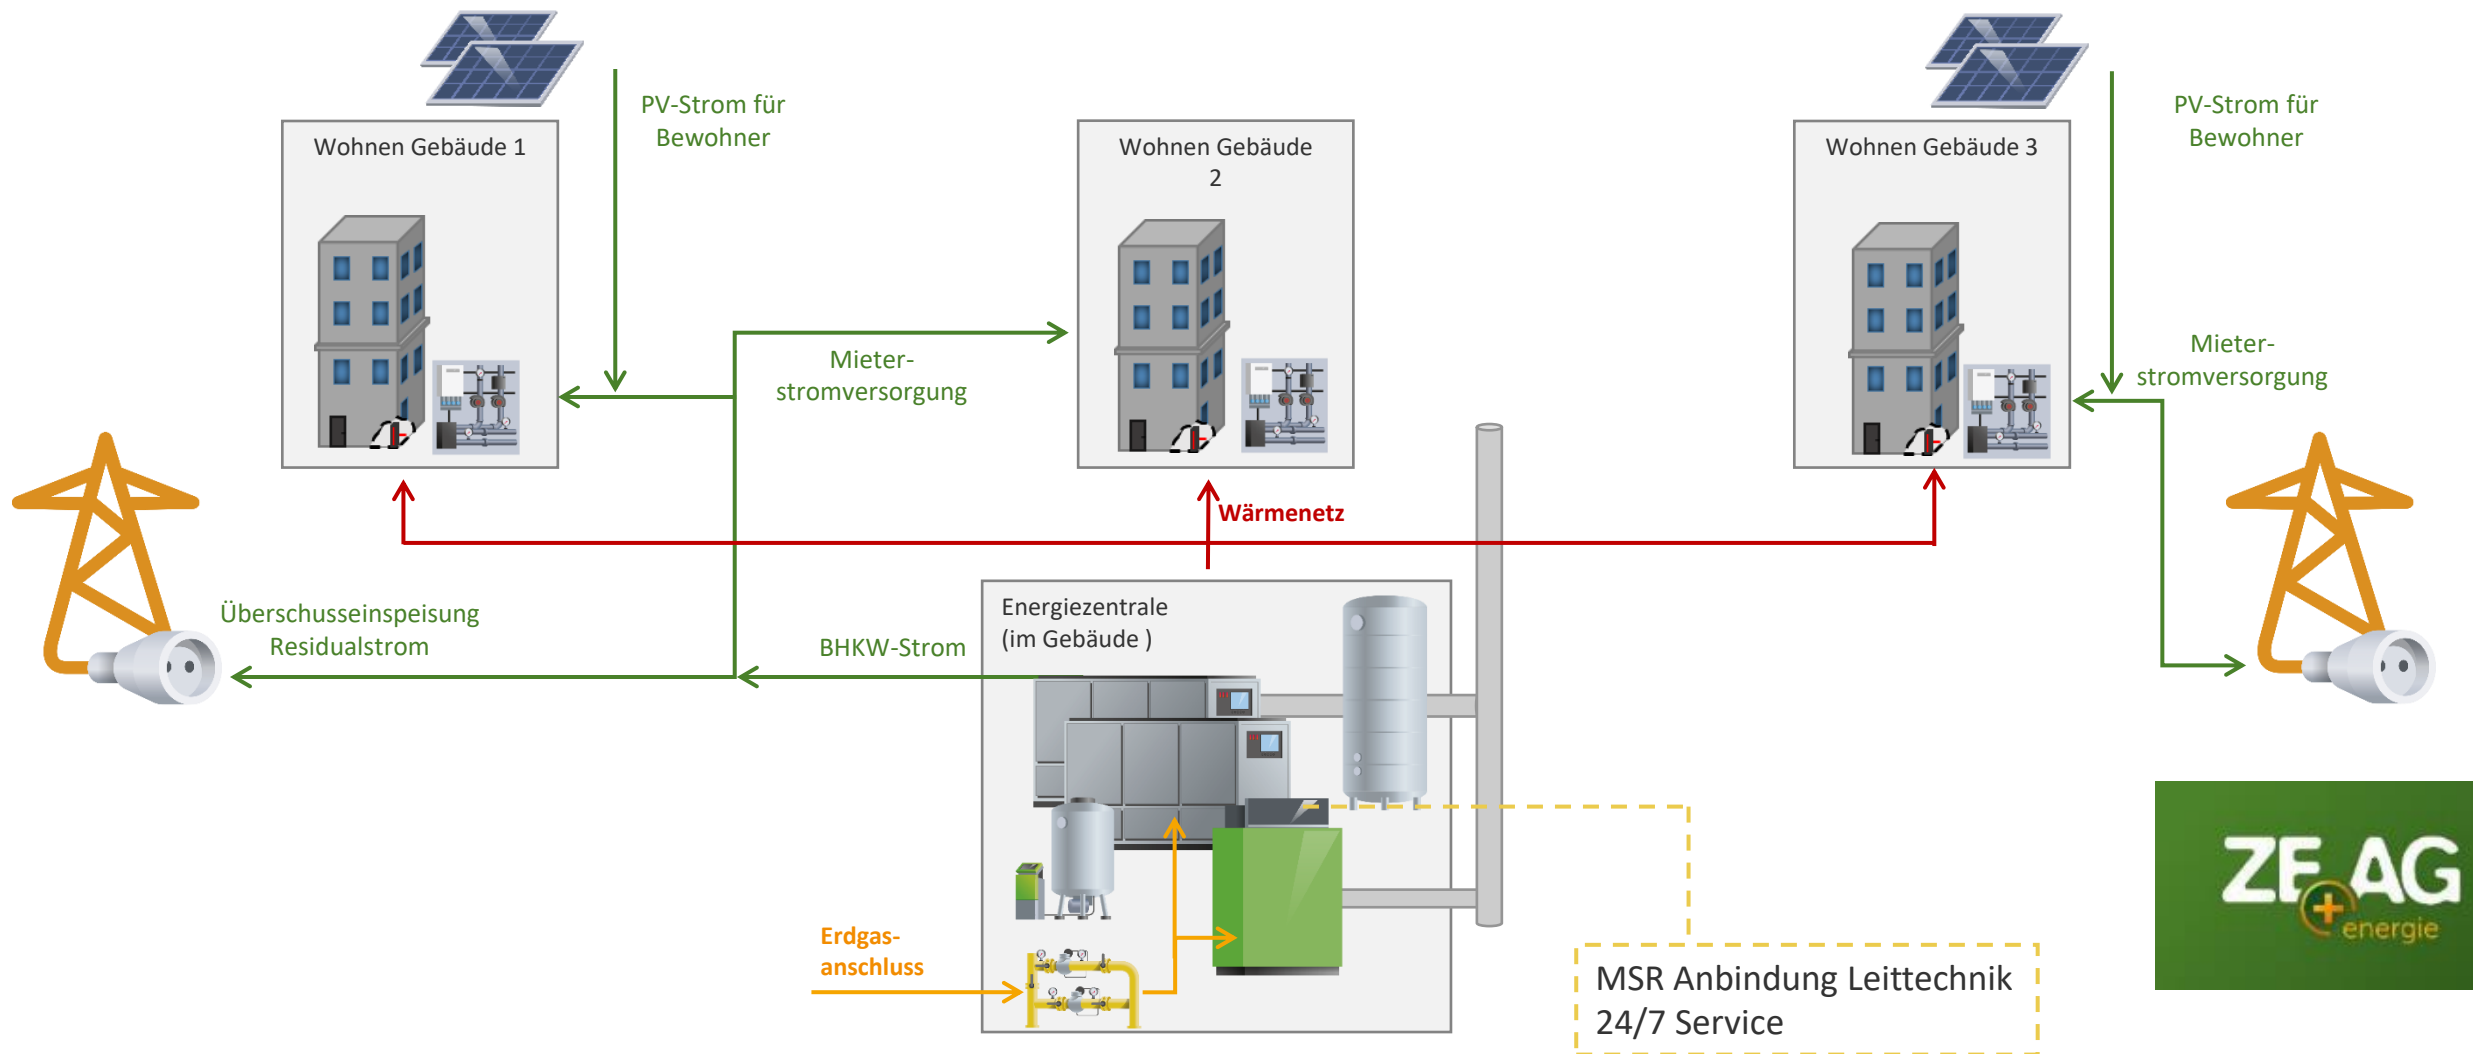 PV-Strom für
Bewohner
PV-Strom für
Bewohner
Wohnen Gebäude 1
Wohnen Gebäude
2
Wohnen Gebäude 3
Mieter-
stromversorgung
Mieter-
stromversorgung
Wärmenetz
Überschusseinspeisung
Residualstrom
BHKW-Strom
Energiezentrale
(im Gebäude )
Erdgas-
anschluss
MSR Anbindung Leittechnik
24/7 Service
ZEAG
energie